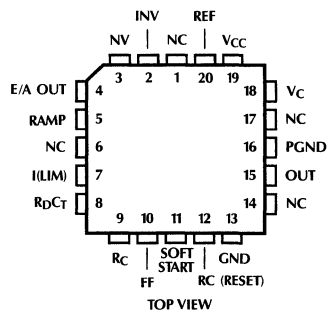 INV REF
NV NC VCC
3 2 1 20 19
E/A OUT 4 18 VC
RAMP 5 17 NC
NC 6 16 PGND
I(LIM) 7 15 OUT
RDCT 8 14 NC
9 10 11 12 13
RC SOFT START GND
FF RC (RESET)
TOP VIEW